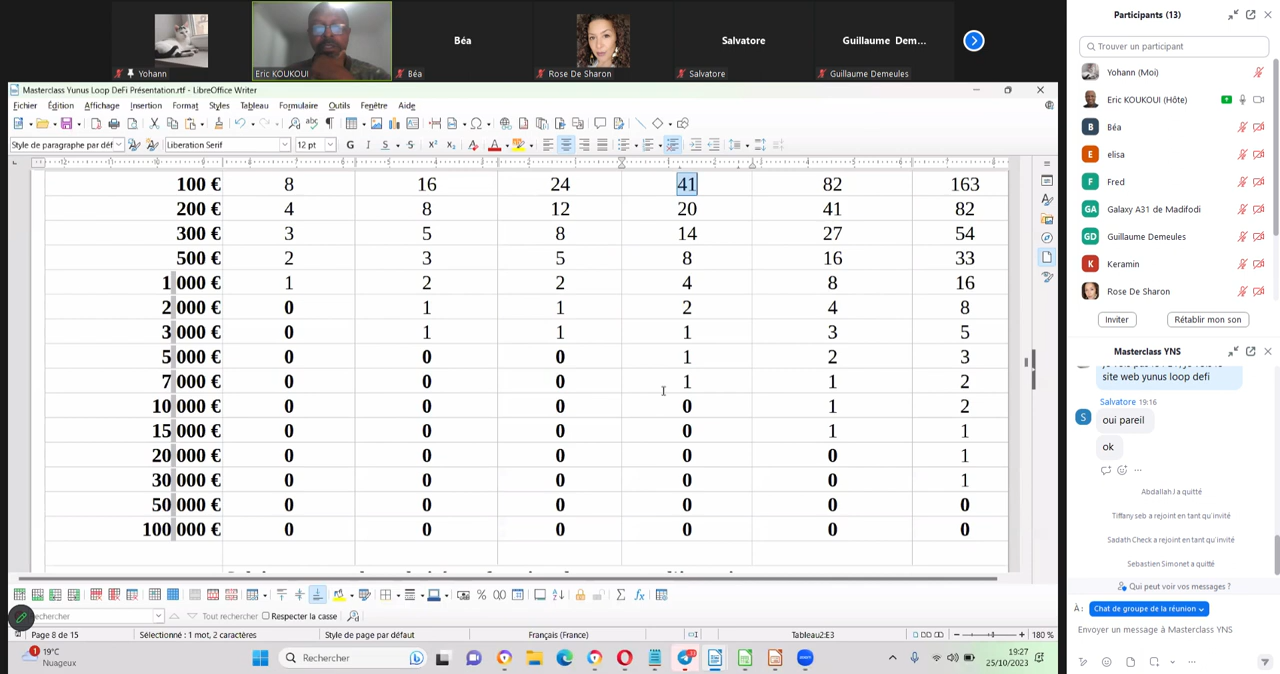 Yohann
Eric KOUKOUI
Béa
Béa
Rose De Sharon
Salvatore
Salvatore
Guillaume Dem...
Guillaume Demeules
Masterclass Yunus Loop DeFi Présentation.rtf - LibreOffice Writer
Fichier Édition Affichage Insertion Format Styles Tableau Formulaire Outils Fenêtre Aide
Style de paragraphe par déf Liberation Serif 12 pt
100 € 8 16 24 41 82 163
200 € 4 8 12 20 41 82
300 € 3 5 8 14 27 54
500 € 2 3 5 8 16 33
1 000 € 1 2 2 4 8 16
2 000 € 0 1 1 2 4 8
3 000 € 1 1 1 3 5
5 000 € 0 0 0 1 2 3
7 000 € 0 0 0 1 1 2
10 000 € 0 0 0 0 1 2
15 000 € 0 0 0 0 1 1
20 000 € 0 0 0 0 0 1
30 000 € 0 0 0 0 0 1
50 000 € 0 0 0 0 0 0
100 000 € 0 0 0 0 0 0
echercher Tout rechercher Respecter la casse
Page 8 de 15 Sélectionné : 1 mot, 2 caractères Style de page par défaut Français (France) Tableau2:E3 180 %
1
19°C
Nuageux
Rechercher
19:27
25/10/2023
Participants (13)
Trouver un participant
Yohann (Moi)
Eric KOUKOUI (Hôte)
B Béa
E elisa
F Fred
GA Galaxy A31 de Madifodi
GD Guillaume Demeules
K Keramin
Rose De Sharon
Inviter Rétablir mon son
Masterclass YNS
site web yunus loop defi
Salvatore 19:16
S oui pareil
ok
Abdallah J a quitté
Tiffany seb a rejoint en tant qu'invité
Sadath Check a rejoint en tant qu'invité
Sebastien Simonet a quitté
Qui peut voir vos messages ?
À : Chat de groupe de la réunion
Envoyer un message à Masterclass YNS